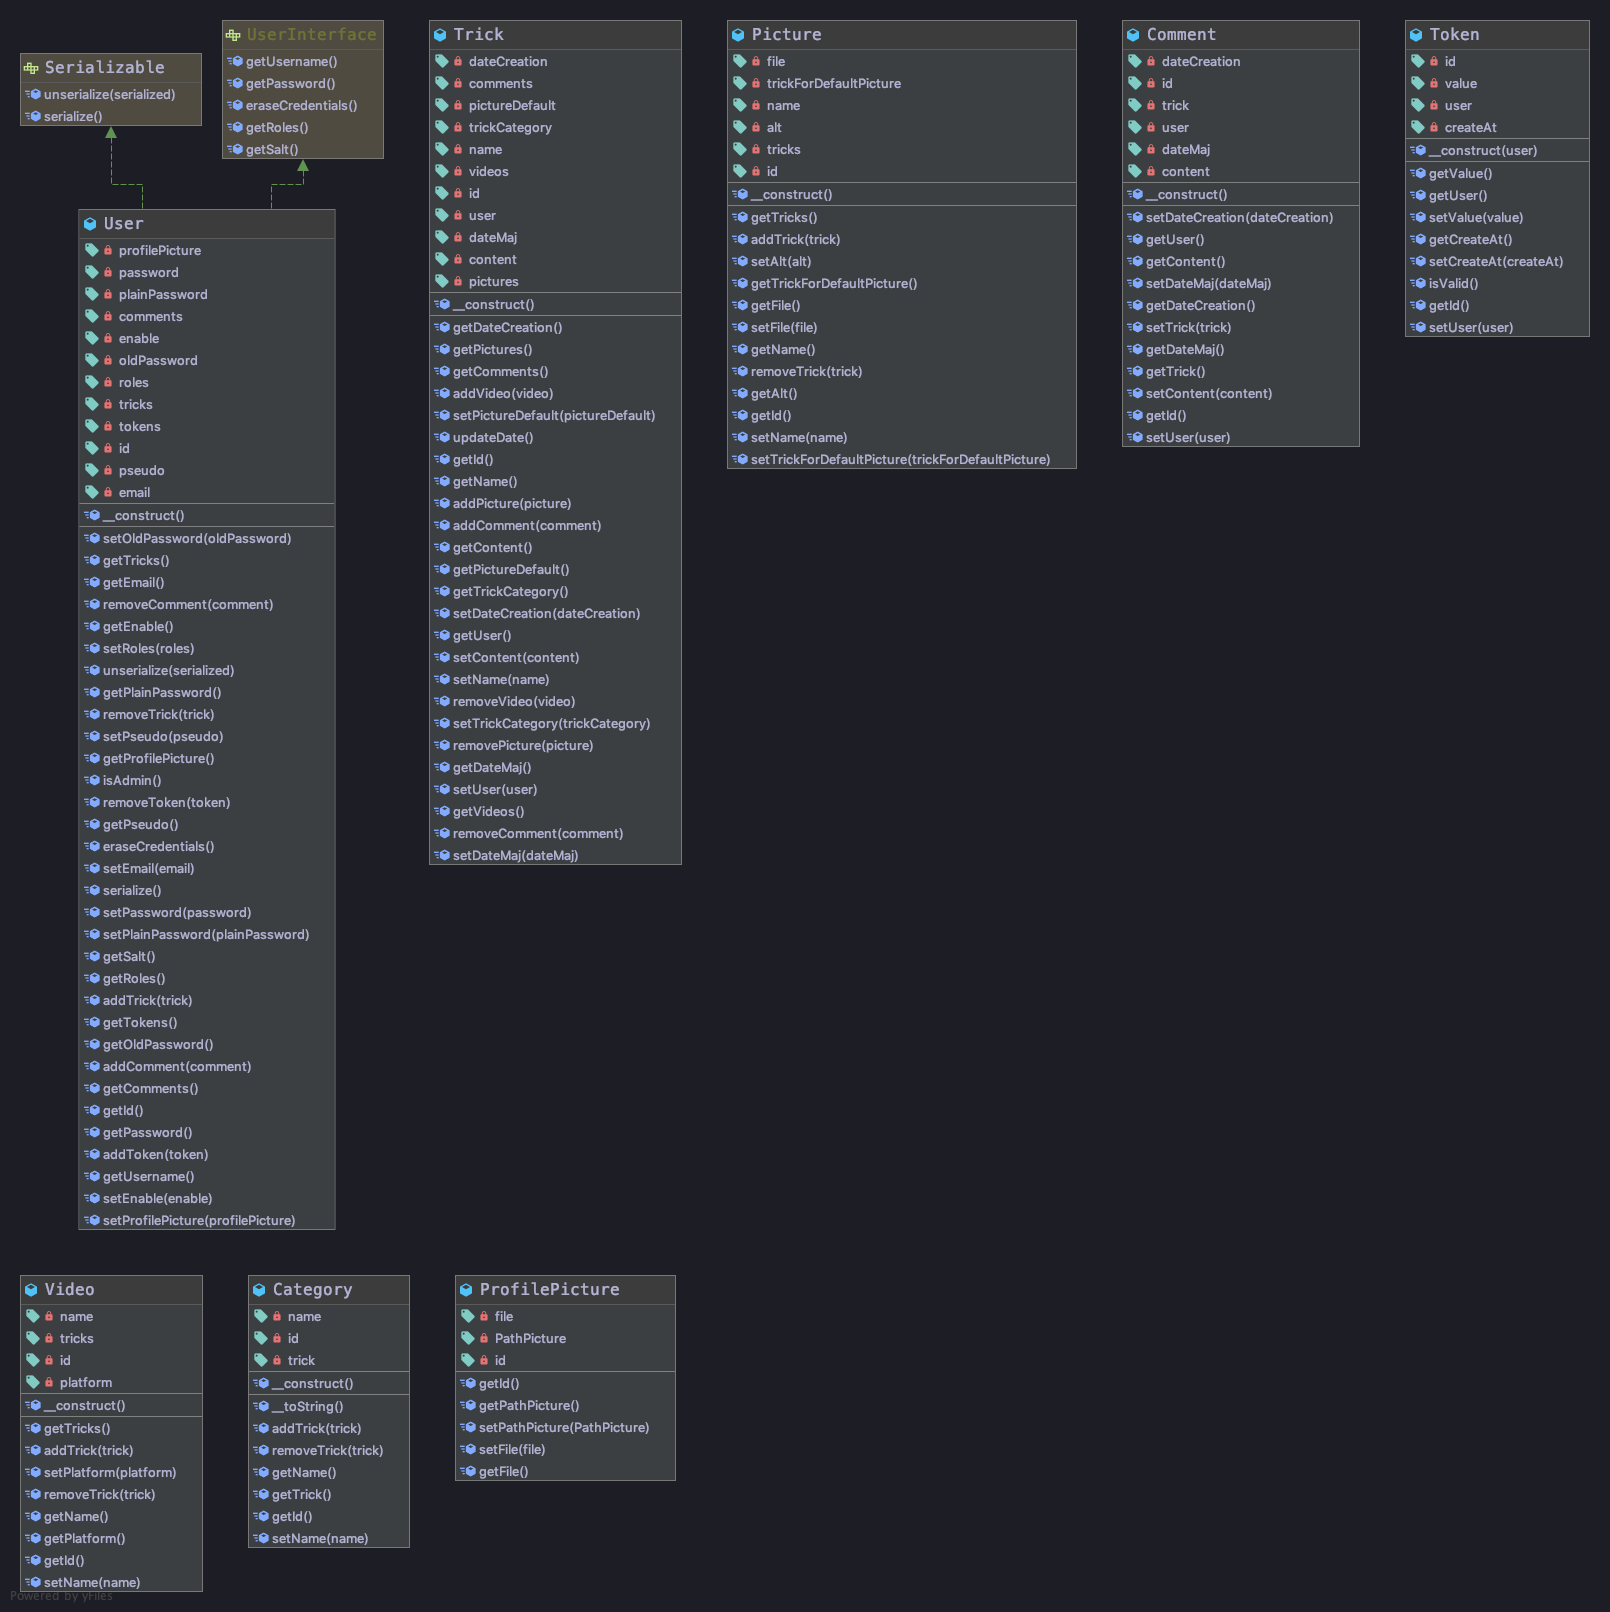 Serializable
unserialize(serialized)
serialize()
UserInterface
getUsername()
getPassword()
eraseCredentials()
getRoles()
getSalt()
User
profilePicture
password
plainPassword
comments
enable
oldPassword
roles
tricks
tokens
id
pseudo
email
__construct()
setOldPassword(oldPassword)
getTricks()
getEmail()
removeComment(comment)
getEnable()
setRoles(roles)
unserialize(serialized)
getPlainPassword()
removeTrick(trick)
setPseudo(pseudo)
getProfilePicture()
isAdmin()
removeToken(token)
getPseudo()
eraseCredentials()
setEmail(email)
serialize()
setPassword(password)
setPlainPassword(plainPassword)
getSalt()
getRoles()
addTrick(trick)
getTokens()
getOldPassword()
addComment(comment)
getComments()
getId()
getPassword()
addToken(token)
getUsername()
setEnable(enable)
setProfilePicture(profilePicture)
Trick
dateCreation
comments
pictureDefault
trickCategory
name
videos
id
user
dateMaj
content
pictures
__construct()
getDateCreation()
getPictures()
getComments()
addVideo(video)
setPictureDefault(pictureDefault)
updateDate()
getId()
getName()
addPicture(picture)
addComment(comment)
getContent()
getPictureDefault()
getTrickCategory()
setDateCreation(dateCreation)
getUser()
setContent(content)
setName(name)
removeVideo(video)
setTrickCategory(trickCategory)
removePicture(picture)
getDateMaj()
setUser(user)
getVideos()
removeComment(comment)
setDateMaj(dateMaj)
Picture
file
trickForDefaultPicture
name
alt
tricks
id
__construct()
getTricks()
addTrick(trick)
setAlt(alt)
getTrickForDefaultPicture()
getFile()
setFile(file)
getName()
removeTrick(trick)
getAlt()
getId()
setName(name)
setTrickForDefaultPicture(trickForDefaultPicture)
Comment
dateCreation
id
trick
user
dateMaj
content
__construct()
setDateCreation(dateCreation)
getUser()
getContent()
setDateMaj(dateMaj)
getDateCreation()
setTrick(trick)
getDateMaj()
getTrick()
setContent(content)
getId()
setUser(user)
Token
id
value
user
createAt
__construct(user)
getValue()
getUser()
setValue(value)
getCreateAt()
setCreateAt(createAt)
isValid()
getId()
setUser(user)
Video
name
tricks
id
platform
__construct()
getTricks()
addTrick(trick)
setPlatform(platform)
removeTrick(trick)
getName()
getPlatform()
getId()
setName(name)
Category
name
id
trick
__construct()
__toString()
addTrick(trick)
removeTrick(trick)
getName()
getTrick()
getId()
setName(name)
ProfilePicture
file
PathPicture
id
getId()
getPathPicture()
setPathPicture(PathPicture)
setFile(file)
getFile()
Powered by yFiles